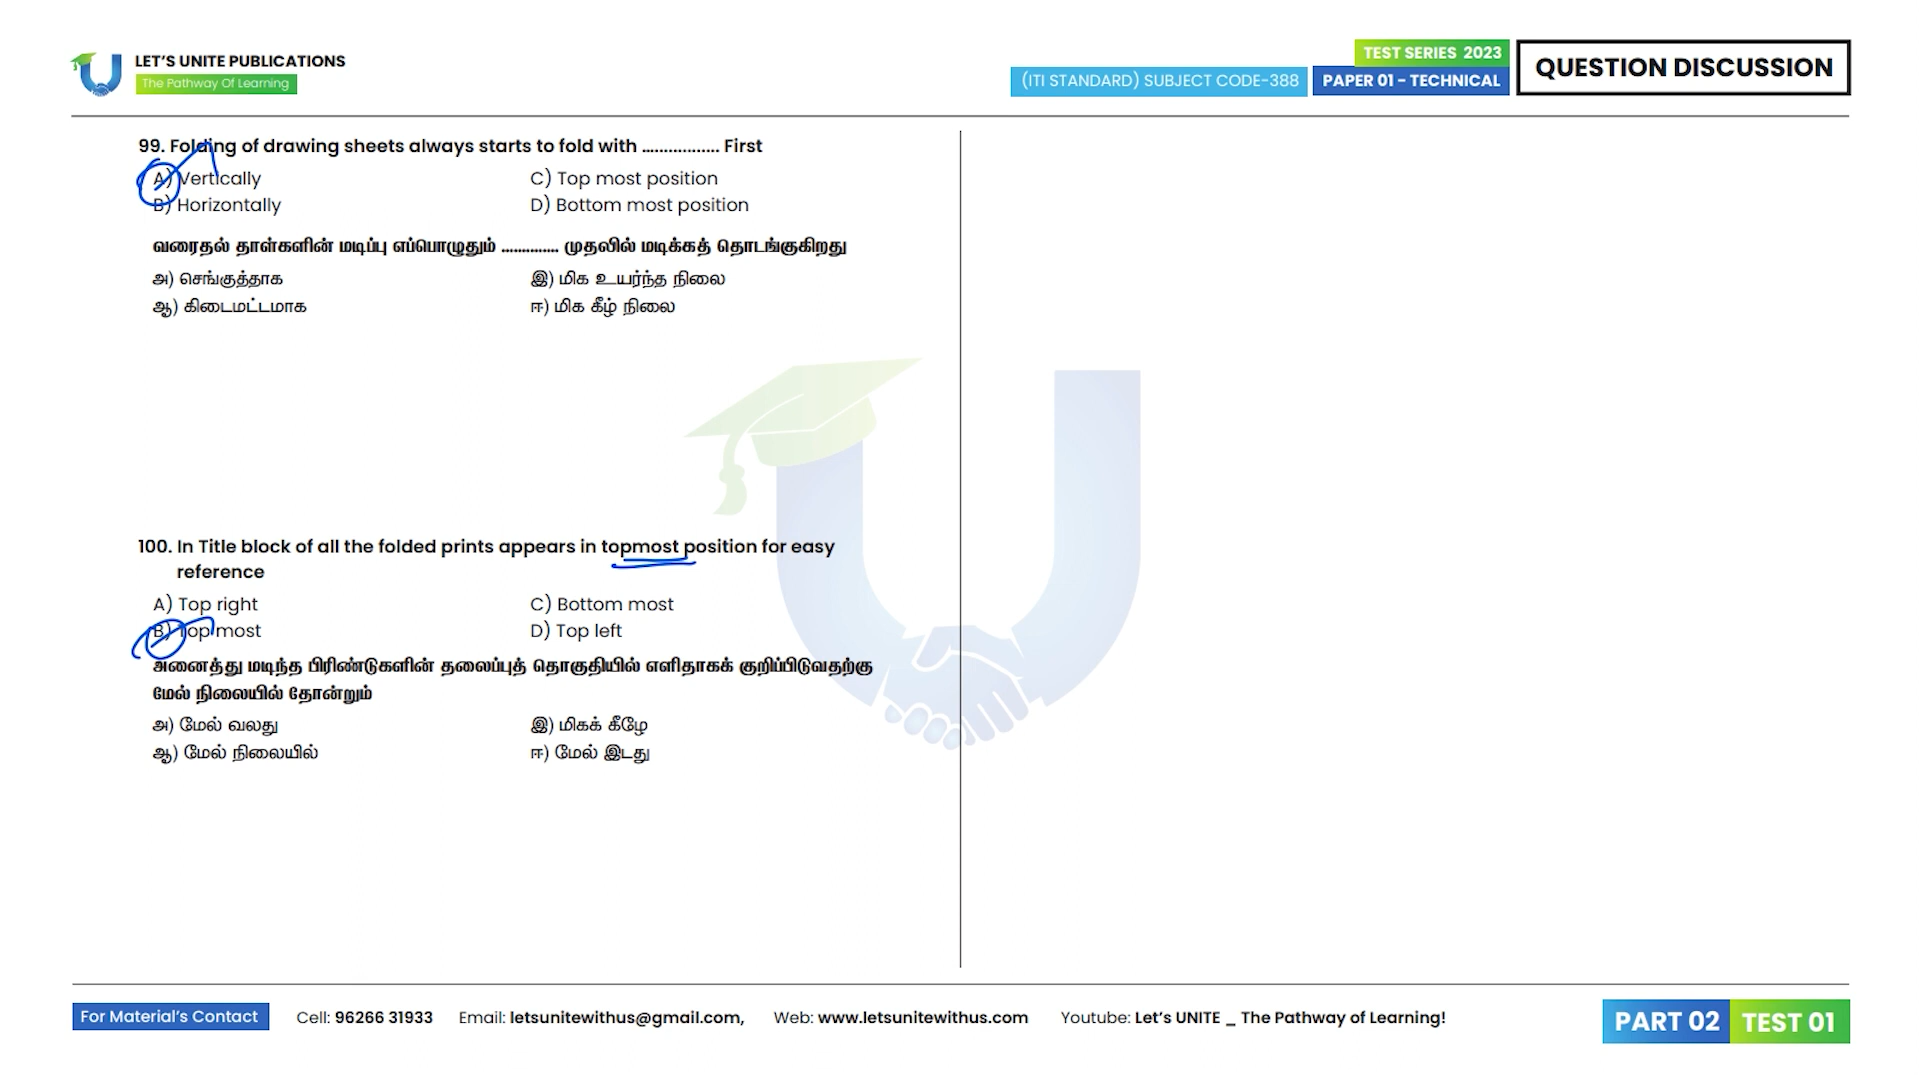 LET'S UNITE PUBLICATIONS
The Pathway Of Learning
TEST SERIES 2023
(ITI STANDARD) SUBJECT CODE-388
PAPER 01 - TECHNICAL
QUESTION DISCUSSION
99. Folding of drawing sheets always starts to fold with ................. First
A) Vertically
C) Top most position
B) Horizontally
D) Bottom most position
வரைதல் தாள்களின் மடிப்பு எப்பொழுதும் .............. முதலில் மடிக்கத் தொடங்குகிறது
அ) செங்குத்தாக
இ) மிக உயர்ந்த நிலை
ஆ) கிடைமட்டமாக
ஈ) மிக கீழ் நிலை
100. In Title block of all the folded prints appears in topmost position for easy
reference
A) Top right
C) Bottom most
B) Top most
D) Top left
அனைத்து மடிந்த பிரிண்டுகளின் தலைப்புத் தொகுதியில் எளிதாகக் குறிப்பிடுவதற்கு
மேல் நிலையில் தோன்றும்
அ) மேல் வலது
இ) மிகக் கீழே
ஆ) மேல் நிலையில்
ஈ) மேல் இடது
For Material's Contact
Cell: 96266 31933
Email: letsunitewithus@gmail.com,
Web: www.letsunitewithus.com
Youtube: Let's UNITE _ The Pathway of Learning!
PART 02
TEST 01